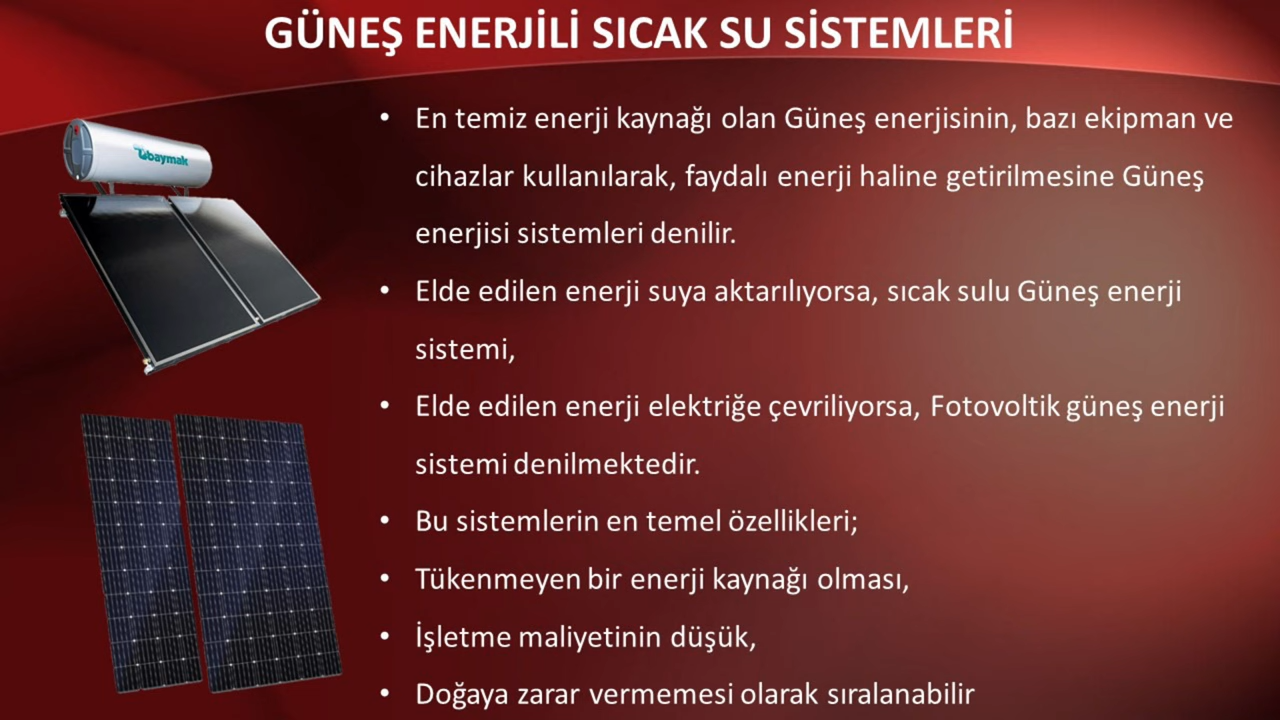 GÜNEŞ ENERJİLİ SICAK SU SİSTEMLERİ
baymak
• En temiz enerji kaynağı olan Güneş enerjisinin, bazı ekipman ve
cihazlar kullanılarak, faydalı enerji haline getirilmesine Güneş
enerjisi sistemleri denilir.
• Elde edilen enerji suya aktarılıyorsa, sıcak sulu Güneş enerji
sistemi,
• Elde edilen enerji elektriğe çevriliyorsa, Fotovoltik güneş enerji
sistemi denilmektedir.
• Bu sistemlerin en temel özellikleri;
• Tükenmeyen bir enerji kaynağı olması,
• İşletme maliyetinin düşük,
• Doğaya zarar vermemesi olarak sıralanabilir